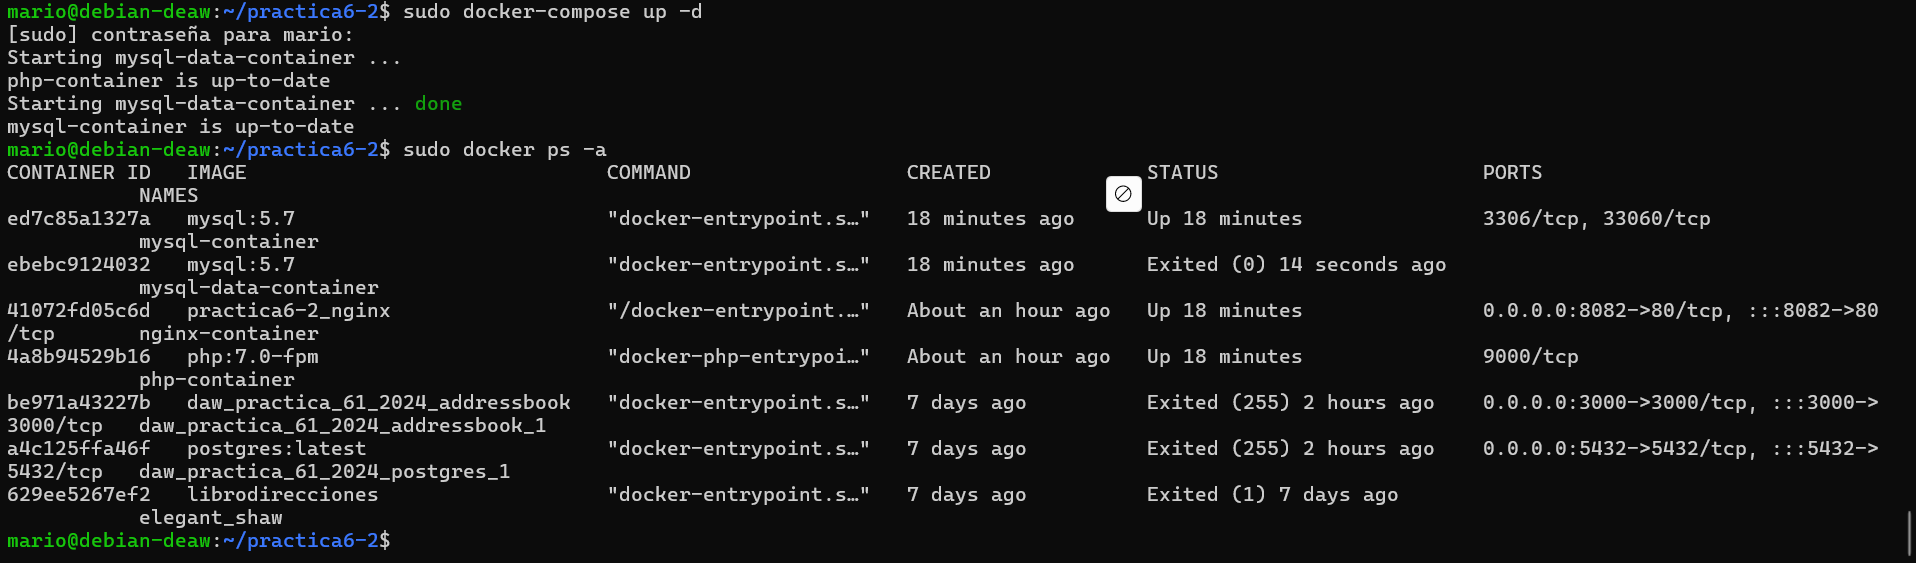 mario@debian-deaw:~/practica6-2$ sudo docker-compose up -d
[sudo] contraseña para mario:
Starting mysql-data-container ...
php-container is up-to-date
Starting mysql-data-container ... done
mysql-container is up-to-date
mario@debian-deaw:~/practica6-2$ sudo docker ps -a
CONTAINER ID   IMAGE                              COMMAND                  CREATED             STATUS                      PORTS
           NAMES
ed7c85a1327a   mysql:5.7                          "docker-entrypoint.s…"   18 minutes ago      Up 18 minutes               3306/tcp, 33060/tcp
           mysql-container
ebebc9124032   mysql:5.7                          "docker-entrypoint.s…"   18 minutes ago      Exited (0) 14 seconds ago
           mysql-data-container
41072fd05c6d   practica6-2_nginx                  "/docker-entrypoint.…"   About an hour ago   Up 18 minutes               0.0.0.0:8082->80/tcp, :::8082->80
/tcp       nginx-container
4a8b94529b16   php:7.0-fpm                        "docker-php-entrypoi…"   About an hour ago   Up 18 minutes               9000/tcp
           php-container
be971a43227b   daw_practica_61_2024_addressbook   "docker-entrypoint.s…"   7 days ago          Exited (255) 2 hours ago    0.0.0.0:3000->3000/tcp, :::3000->
3000/tcp   daw_practica_61_2024_addressbook_1
a4c125ffa46f   postgres:latest                    "docker-entrypoint.s…"   7 days ago          Exited (255) 2 hours ago    0.0.0.0:5432->5432/tcp, :::5432->
5432/tcp   daw_practica_61_2024_postgres_1
629ee5267ef2   librodirecciones                   "docker-entrypoint.s…"   7 days ago          Exited (1) 7 days ago
           elegant_shaw
mario@debian-deaw:~/practica6-2$